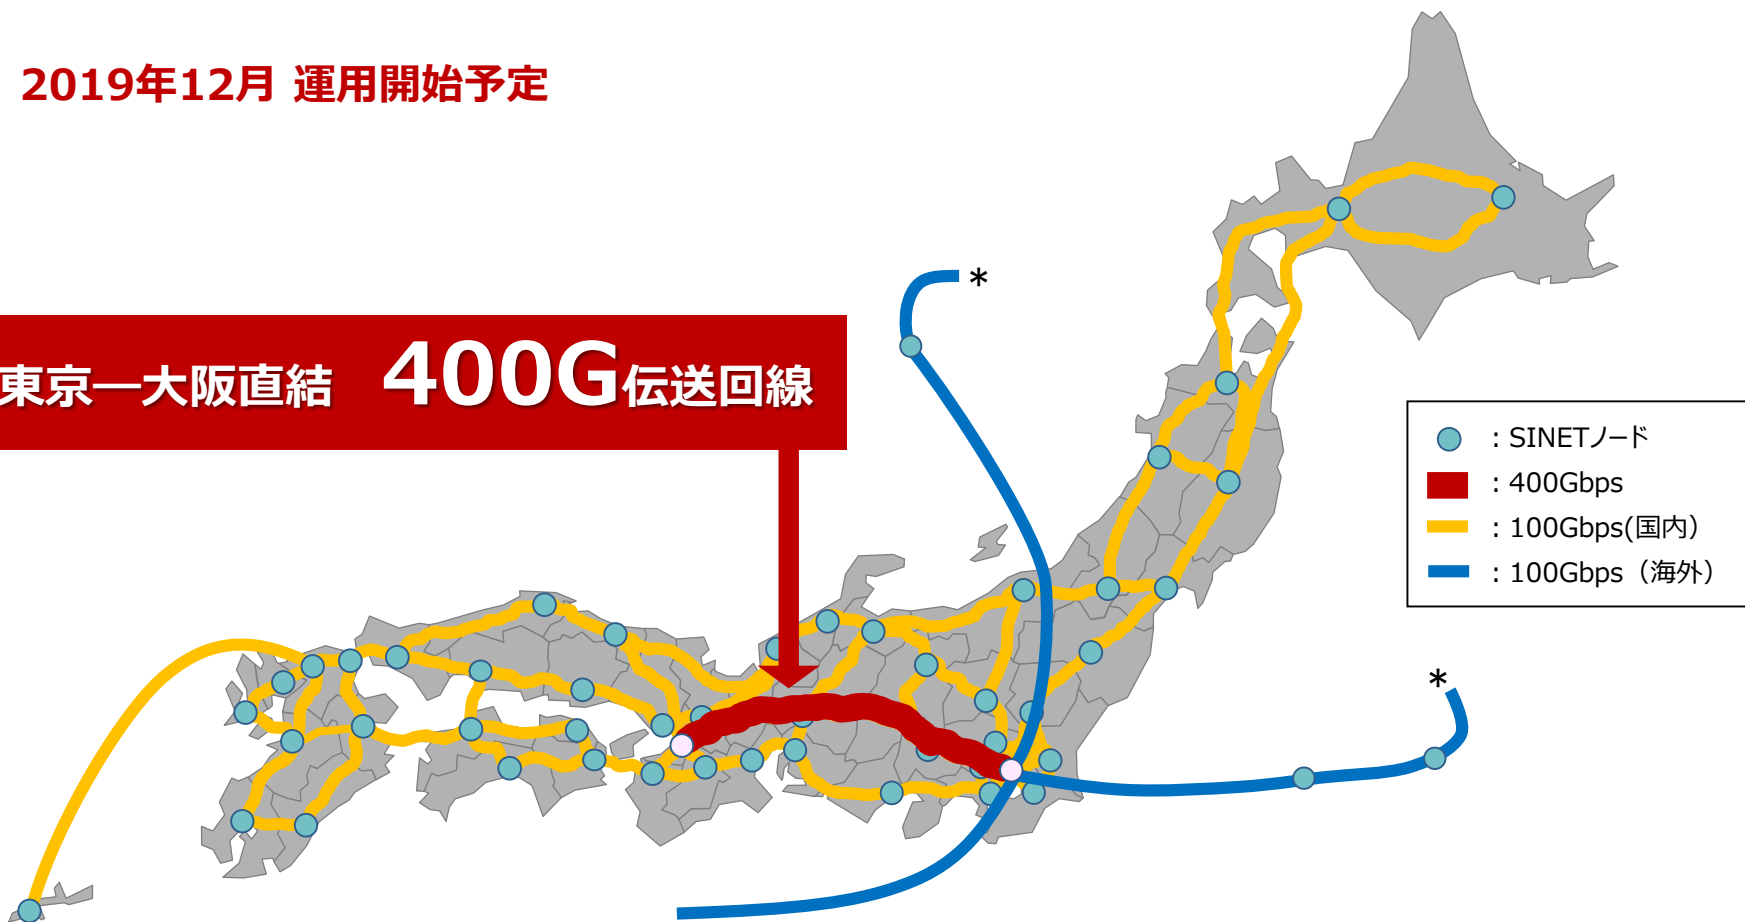 2019年12月 運用開始予定
*
東京―大阪直結 400G伝送回線
：SINETノード
：400Gbps
：100Gbps(国内）
：100Gbps（海外）
*